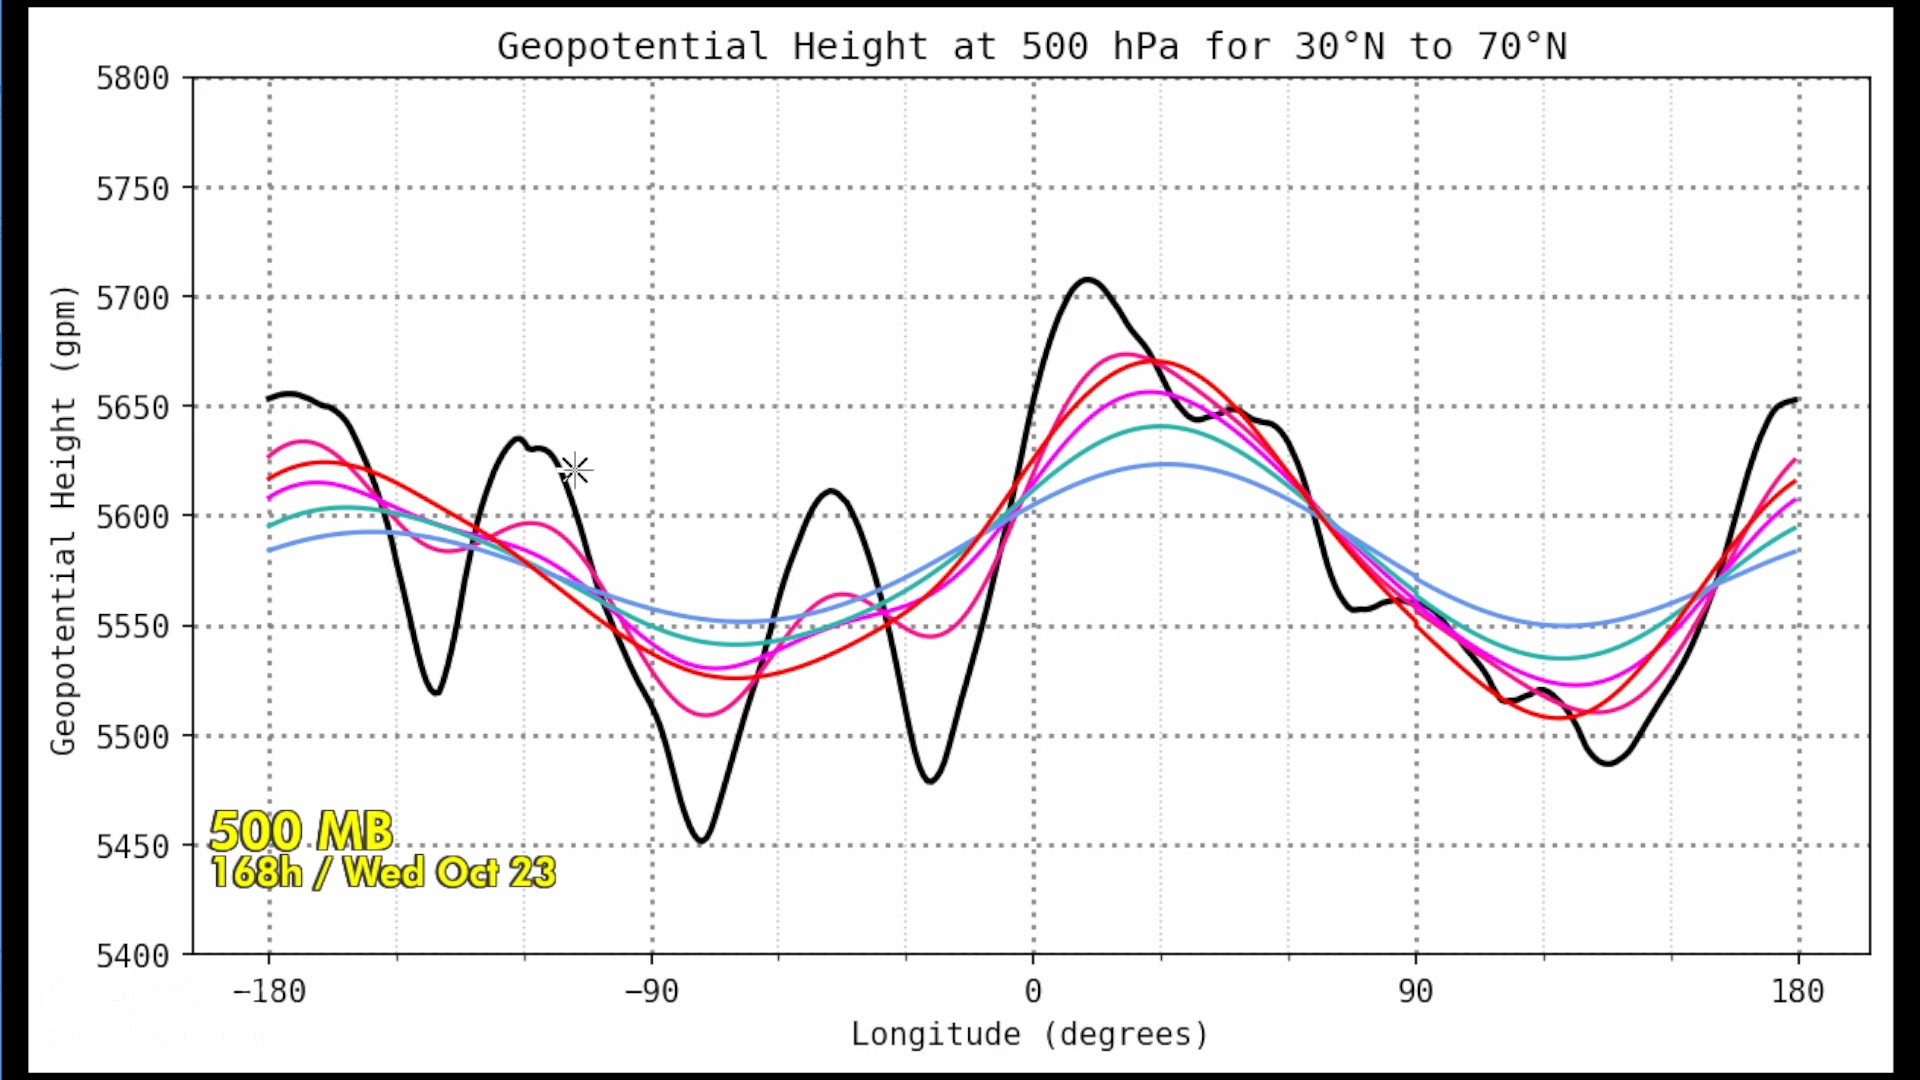 Geopotential Height at 500 hPa for 30°N to 70°N
5800
5750
5700
5650
5600
5550
5500
5450
5400
Geopotential Height (gpm)
500 MB
168h / Wed Oct 23
−180 −90 0 90 180
Longitude (degrees)